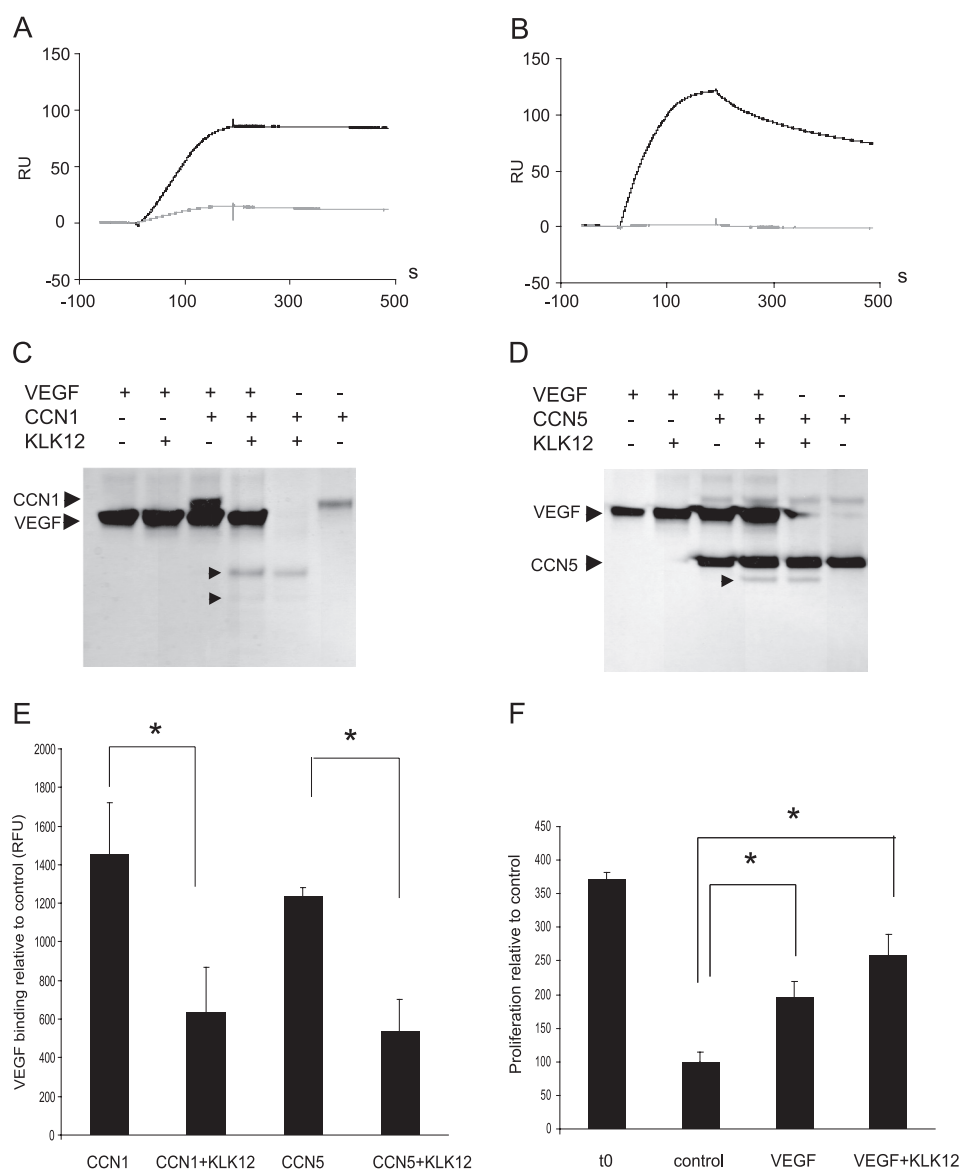 A
150
100
50
0
-50
RU
-100 100 300 500
s
B
150
100
50
0
-50
RU
-100 100 300 500
s
C
VEGF + + + + - -
CCN1 - - + + + +
KLK12 - + - + + -
CCN1
VEGF
D
VEGF + + + + - -
CCN5 - - + + + +
KLK12 - + - + + -
VEGF
CCN5
E
VEGF binding relative to control (RFU)
2000
1800
1600
1400
1200
1000
800
600
400
200
0
*
*
CCN1 CCN1+KLK12 CCN5 CCN5+KLK12
F
Proliferation relative to control
450
400
350
300
250
200
150
100
50
0
*
*
t0 control VEGF VEGF+KLK12